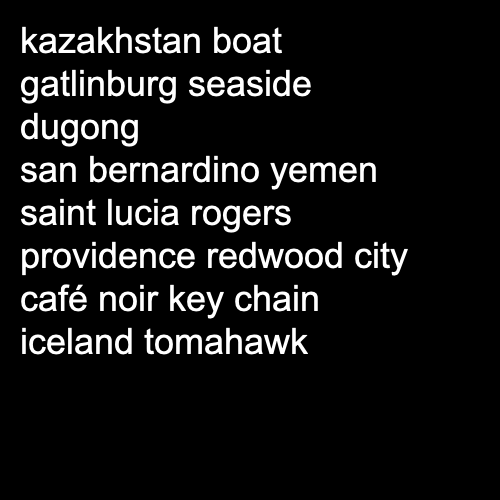 kazakhstan boat
gatlinburg seaside
dugong
san bernardino yemen
saint lucia rogers
providence redwood city
café noir key chain
iceland tomahawk